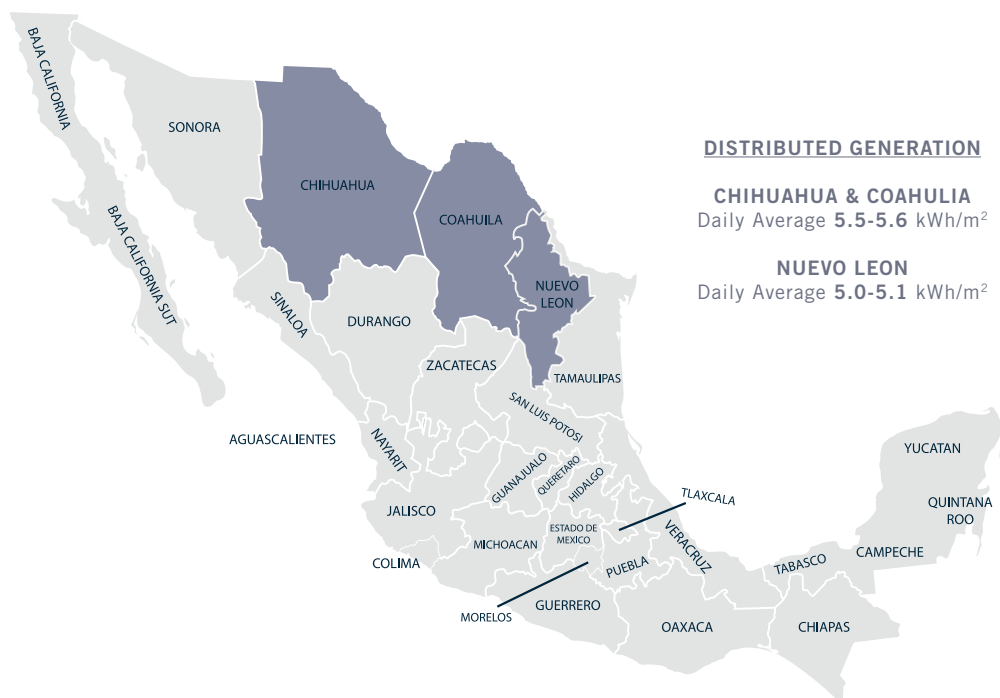 BAJA CALIFORNIA
SONORA
CHIHUAHUA
COAHUILA
NUEVO
LEON
BAJA CALIFORNIA SUT
SINALOA
DURANGO
ZACATECAS
TAMAULIPAS
SAN LUIS POTOSI
AGUASCALIENTES
NAYARIT
GUANAJUALO
QUERETARO
HIDALGO
JALISCO
TLAXCALA
COLIMA
MICHOACAN
ESTADO DE
MEXÍCO
PUEBLA
VERACRUZ
MORELOS
GUERRERO
OAXACA
TABASCO
CHIAPAS
CAMPECHE
YUCATAN
QUINTANA
ROO
DISTRIBUTED GENERATION
CHIHUAHUA & COAHULIA
Daily Average 5.5-5.6 kWh/m²
NUEVO LEON
Daily Average 5.0-5.1 kWh/m²